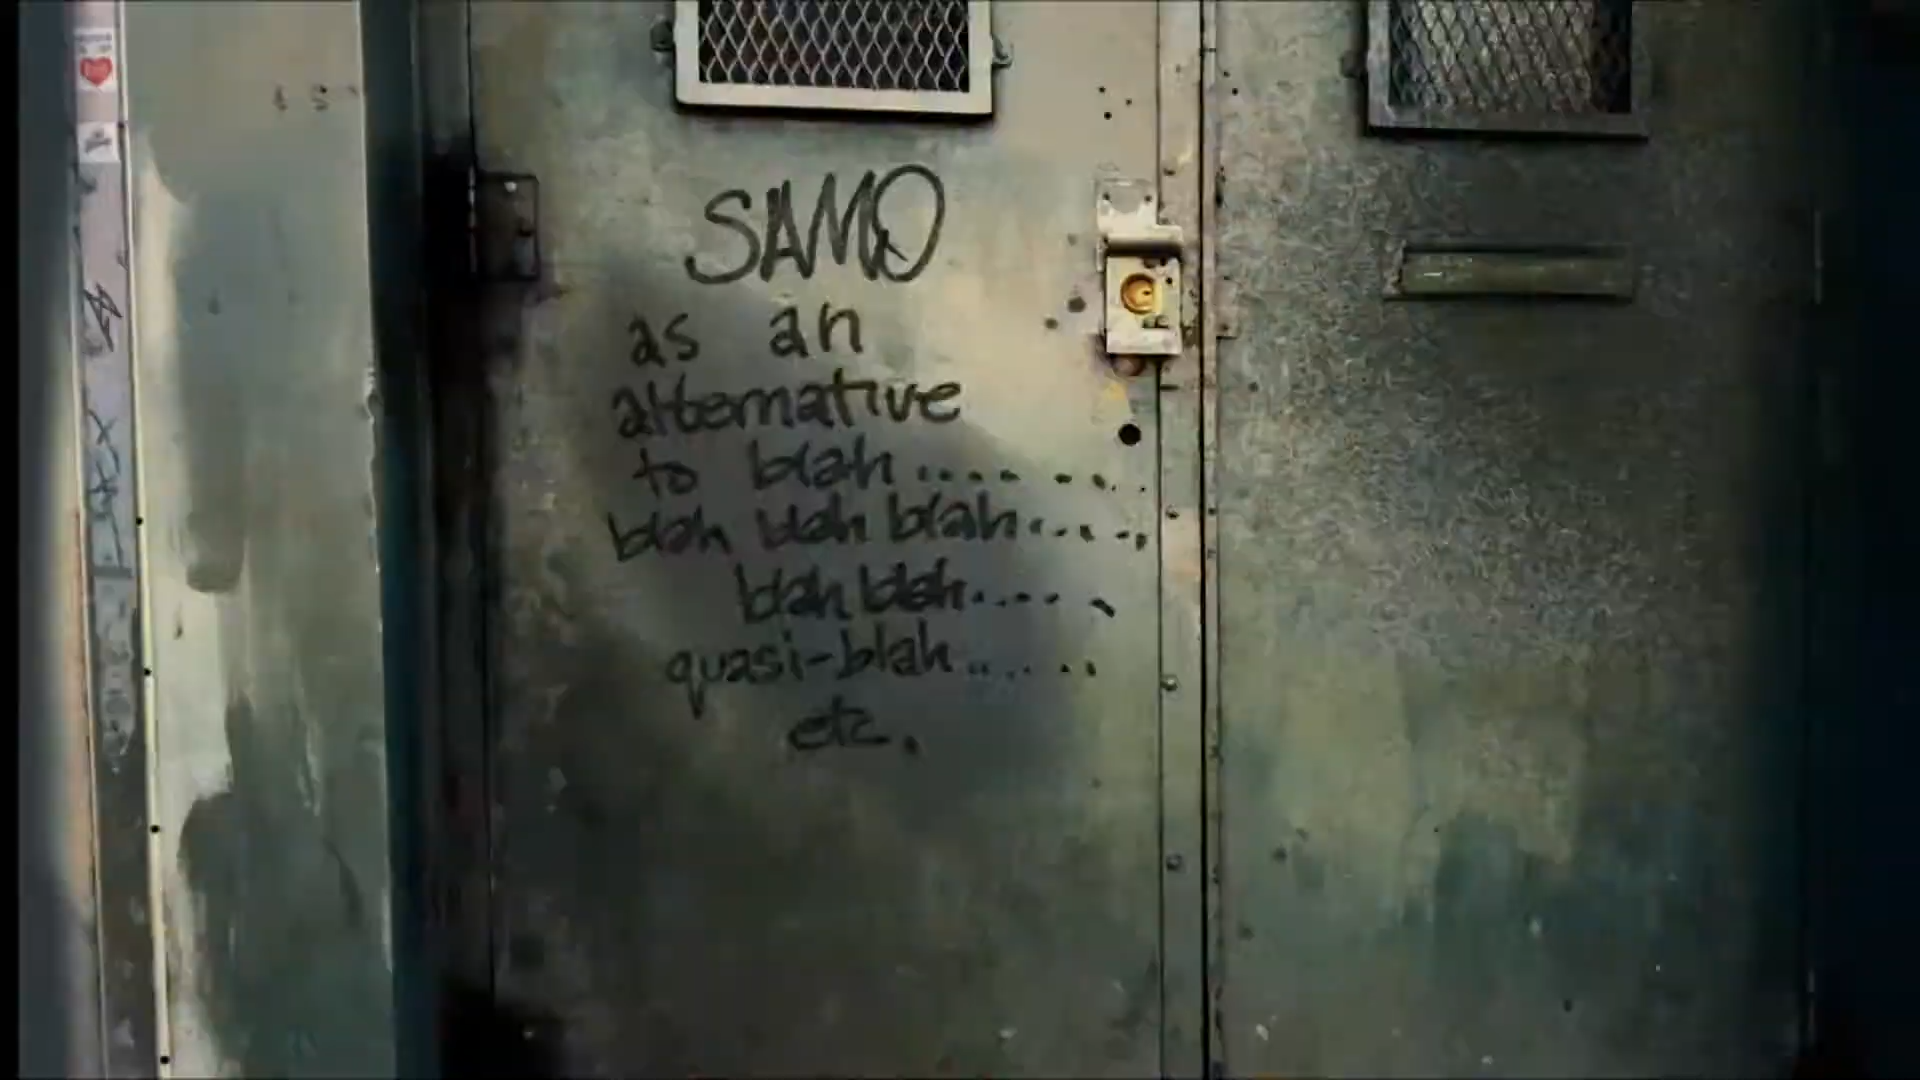 SAMO
as an
alternative
to blah..........
blah blah blah......
blah blah......
quasi-blah.......
etc.